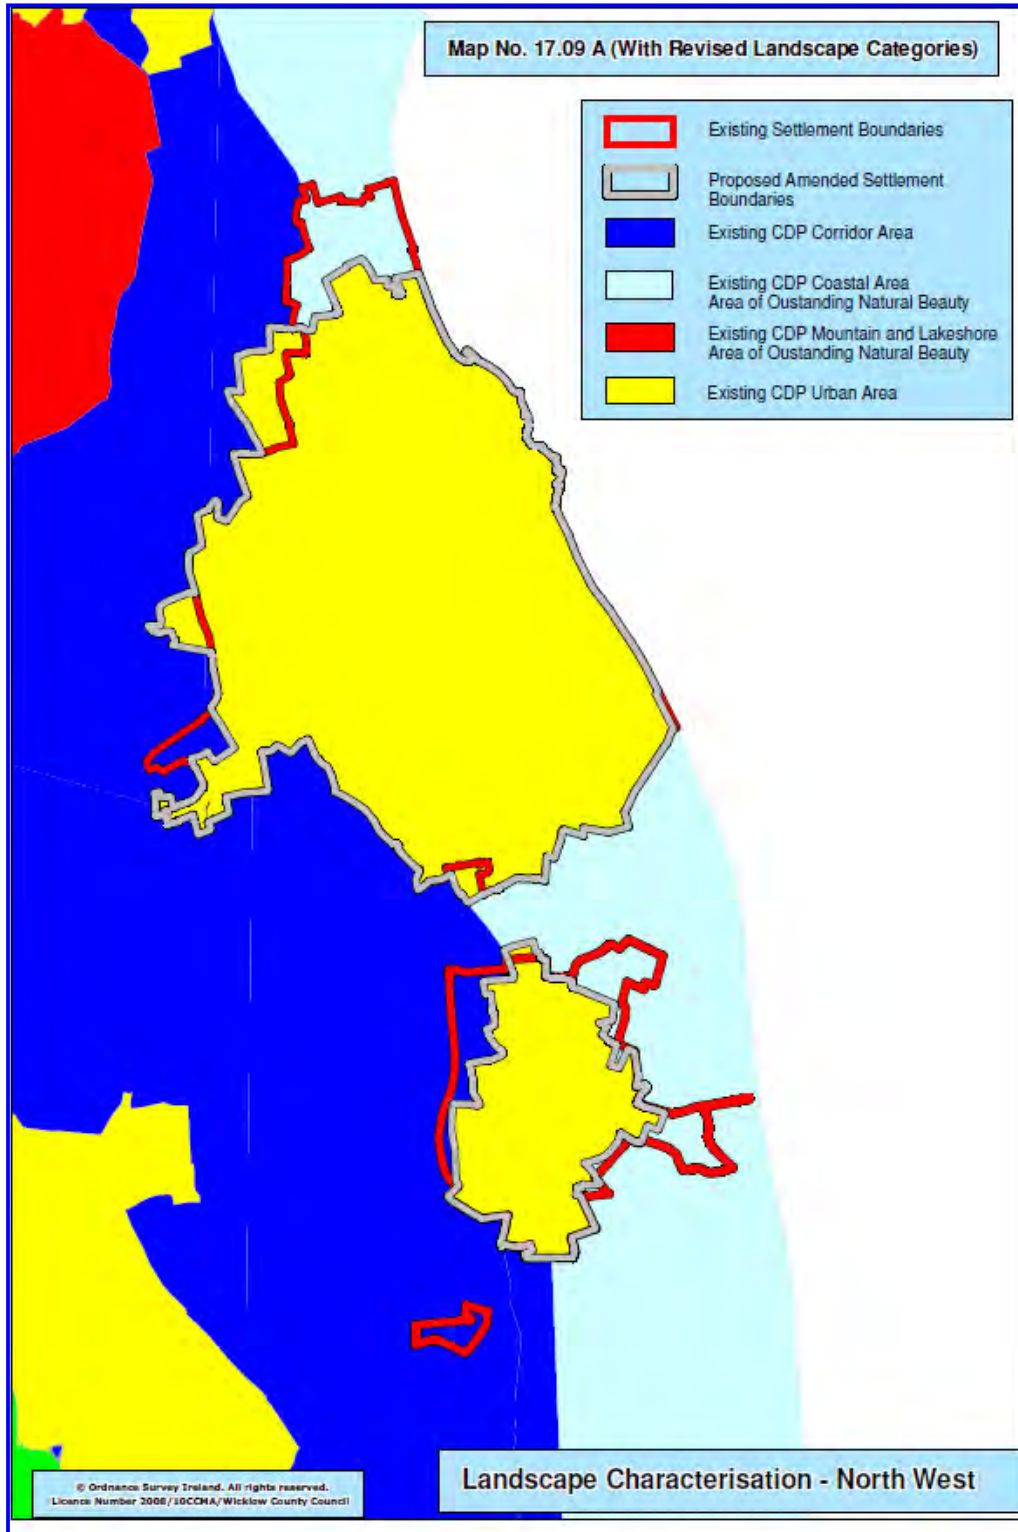 Map No. 17.09 A (With Revised Landscape Categories)
Existing Settlement Boundaries
Proposed Amended Settlement
Boundaries
Existing CDP Corridor Area
Existing CDP Coastal Area
Area of Oustanding Natural Beauty
Existing CDP Mountain and Lakeshore
Area of Oustanding Natural Beauty
Existing CDP Urban Area
Landscape Characterisation - North West
© Ordnance Survey Ireland. All rights reserved.
Licence Number 2008/10CCMA/Wicklow County Council